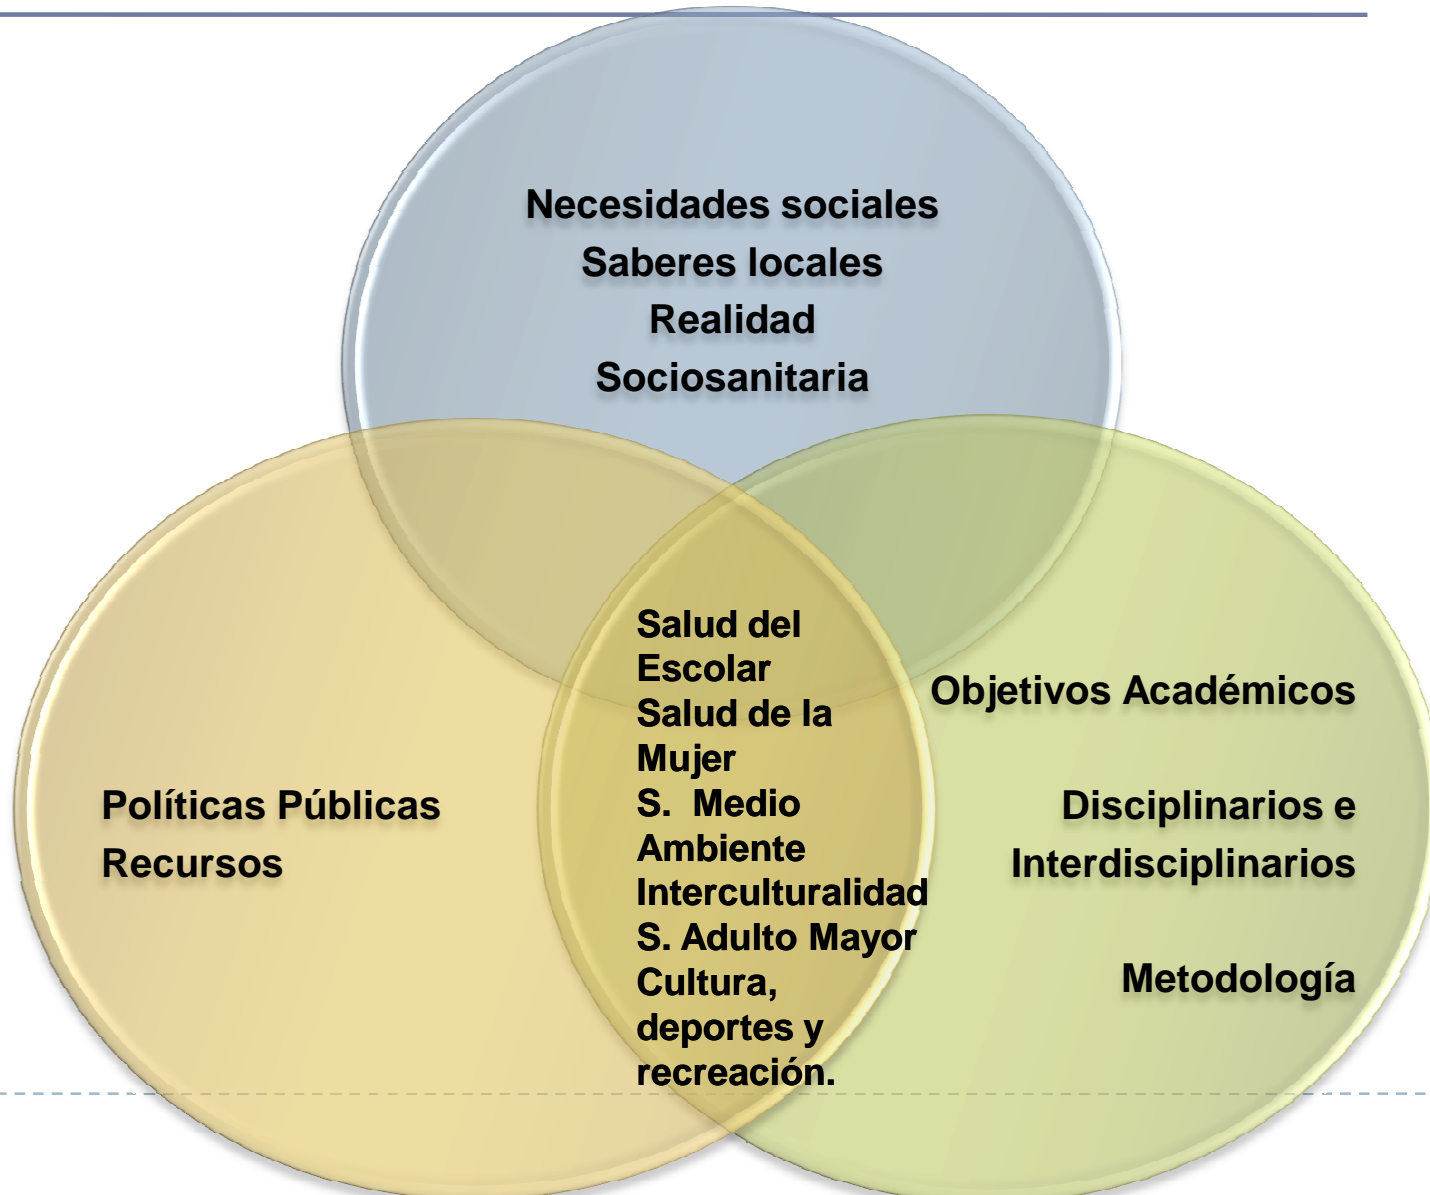 Necesidades sociales
Saberes locales
Realidad
Sociosanitaria
Políticas Públicas
Recursos
Salud del
Escolar
Salud de la
Mujer
S.  Medio
Ambiente
Interculturalidad
S. Adulto Mayor
Cultura,
deportes y
recreación.
Objetivos Académicos
Disciplinarios e
Interdisciplinarios
Metodología